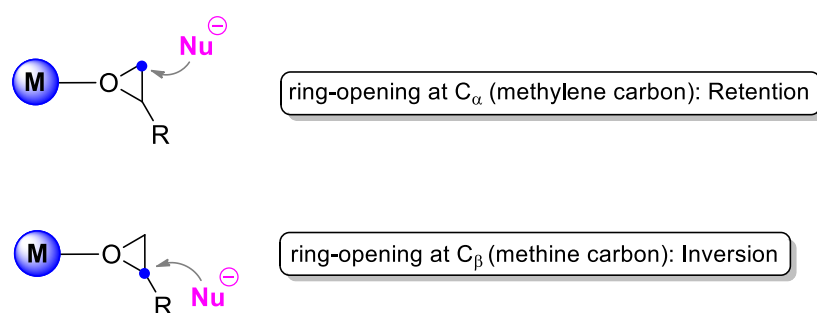 Nu⊖
M O
R
ring-opening at Cα (methylene carbon): Retention
M O
R Nu⊖
ring-opening at Cβ (methine carbon): Inversion